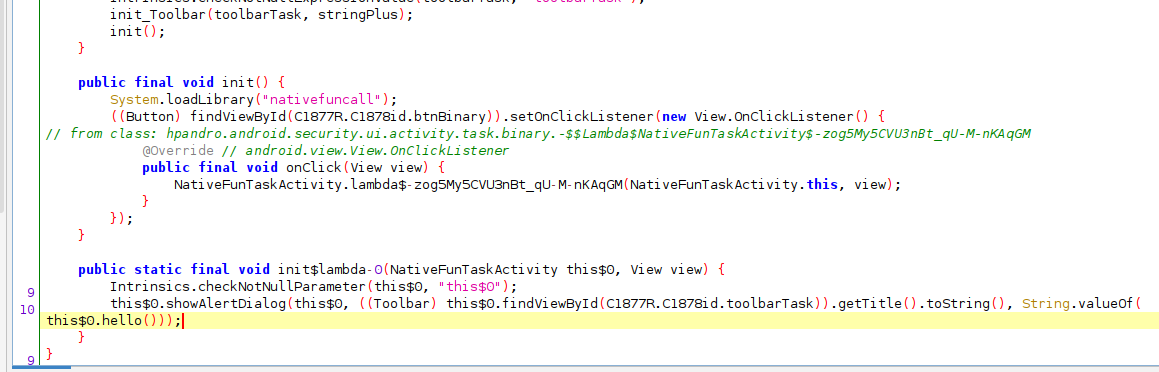 init_Toolbar(toolbarTask, stringPlus);
init();
}
public final void init() {
System.loadLibrary("nativefuncall");
((Button) findViewById(C1877R.C1878id.btnBinary)).setOnClickListener(new View.OnClickListener() {
// from class: hpandro.android.security.ui.activity.task.binary.-$$Lambda$NativeFunTaskActivity$-zog5My5CVU3nBt_qU-M-nKAqGM
@Override // android.view.View.OnClickListener
public final void onClick(View view) {
NativeFunTaskActivity.lambda$-zog5My5CVU3nBt_qU-M-nKAqGM(NativeFunTaskActivity.this, view);
}
});
}
public static final void init$lambda-0(NativeFunTaskActivity this$0, View view) {
Intrinsics.checkNotNullParameter(this$0, "this$0");
9
this$0.showAlertDialog(this$0, ((Toolbar) this$0.findViewById(C1877R.C1878id.toolbarTask)).getTitle().toString(), String.valueOf(
10
this$0.hello()));
}
}
9